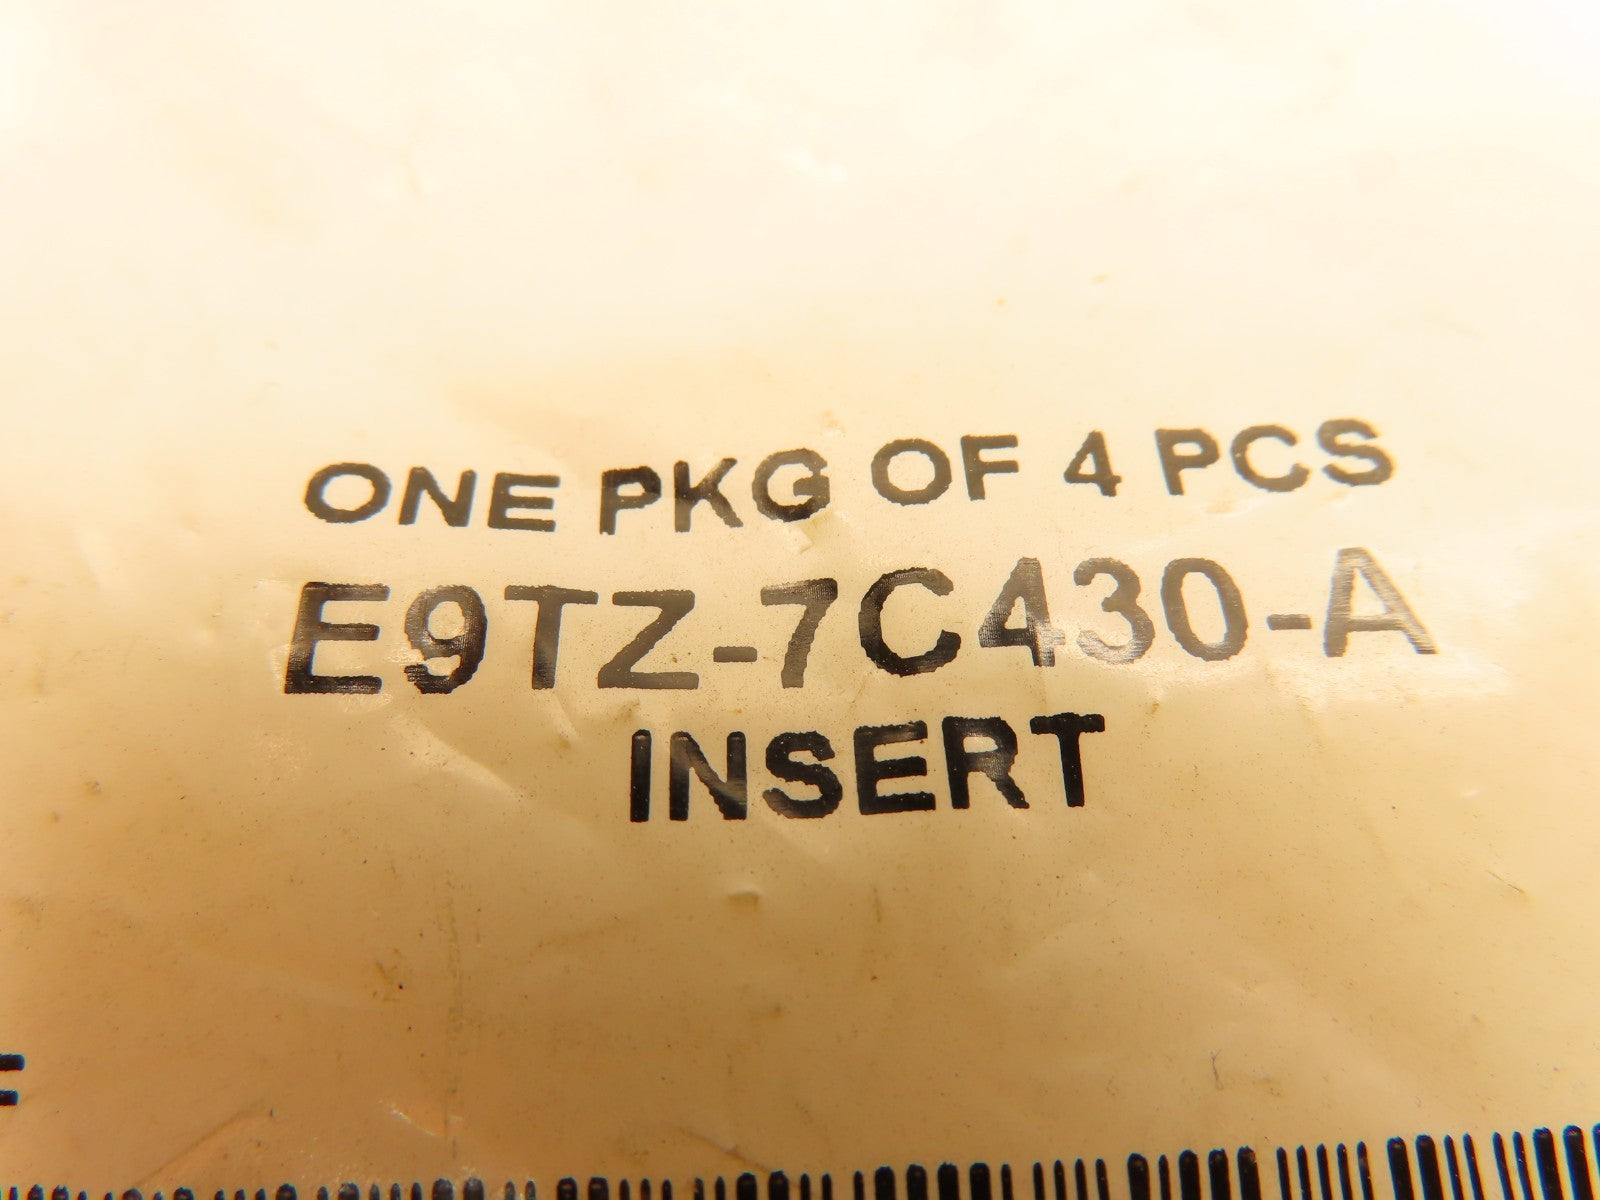 ONE PKG OF 4 PCS
E9TZ-7C430-A
INSERT